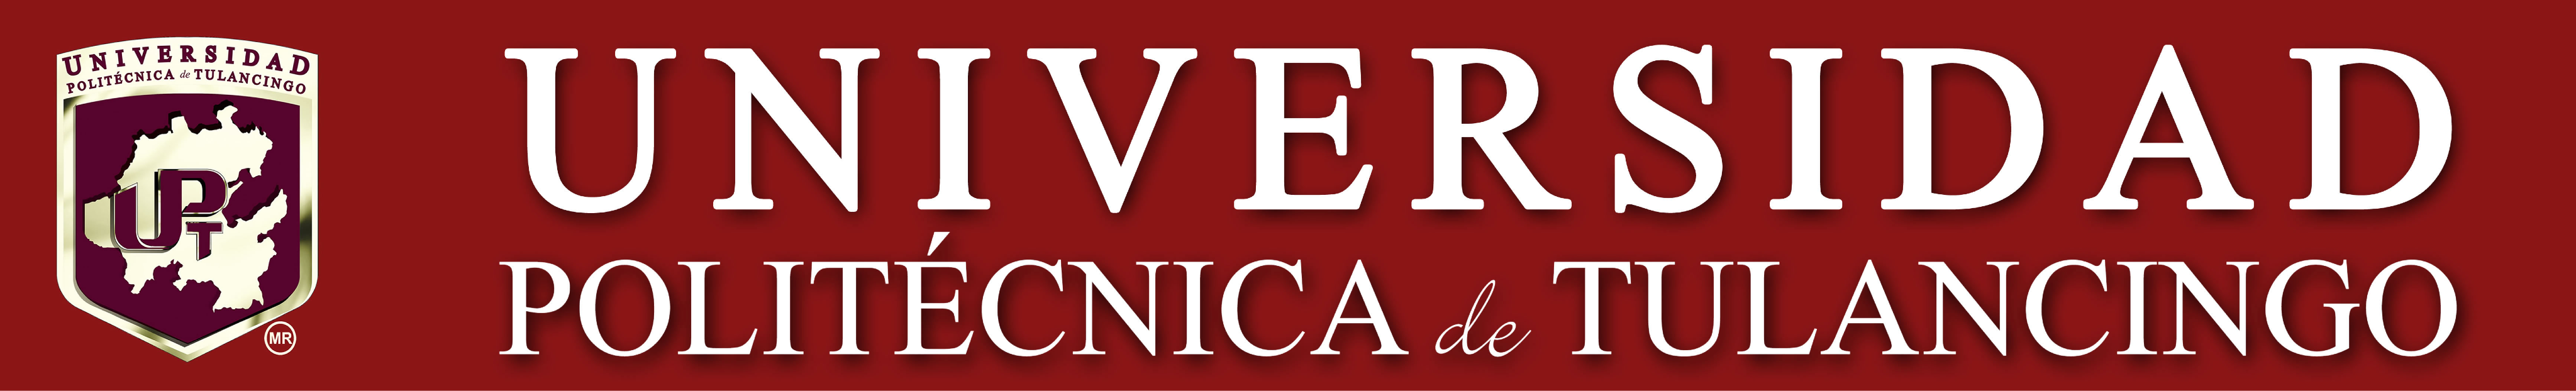 UNIVERSIDAD
POLITÉCNICA de TULANCINGO
UPT
MR
UNIVERSIDAD
POLITÉCNICA de TULANCINGO